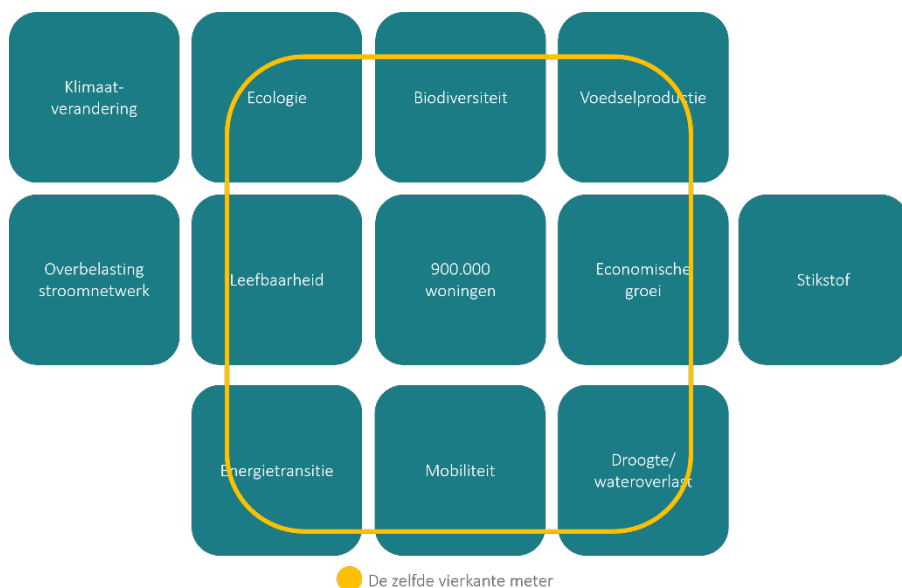 Klimaat-
verandering
Ecologie
Biodiversiteit
Voedselproductie
Overbelasting
stroomnetwerk
Leefbaarheid
900.000
woningen
Economische
groei
Stikstof
Energietransitie
Mobiliteit
Droogte/
wateroverlast
De zelfde vierkante meter